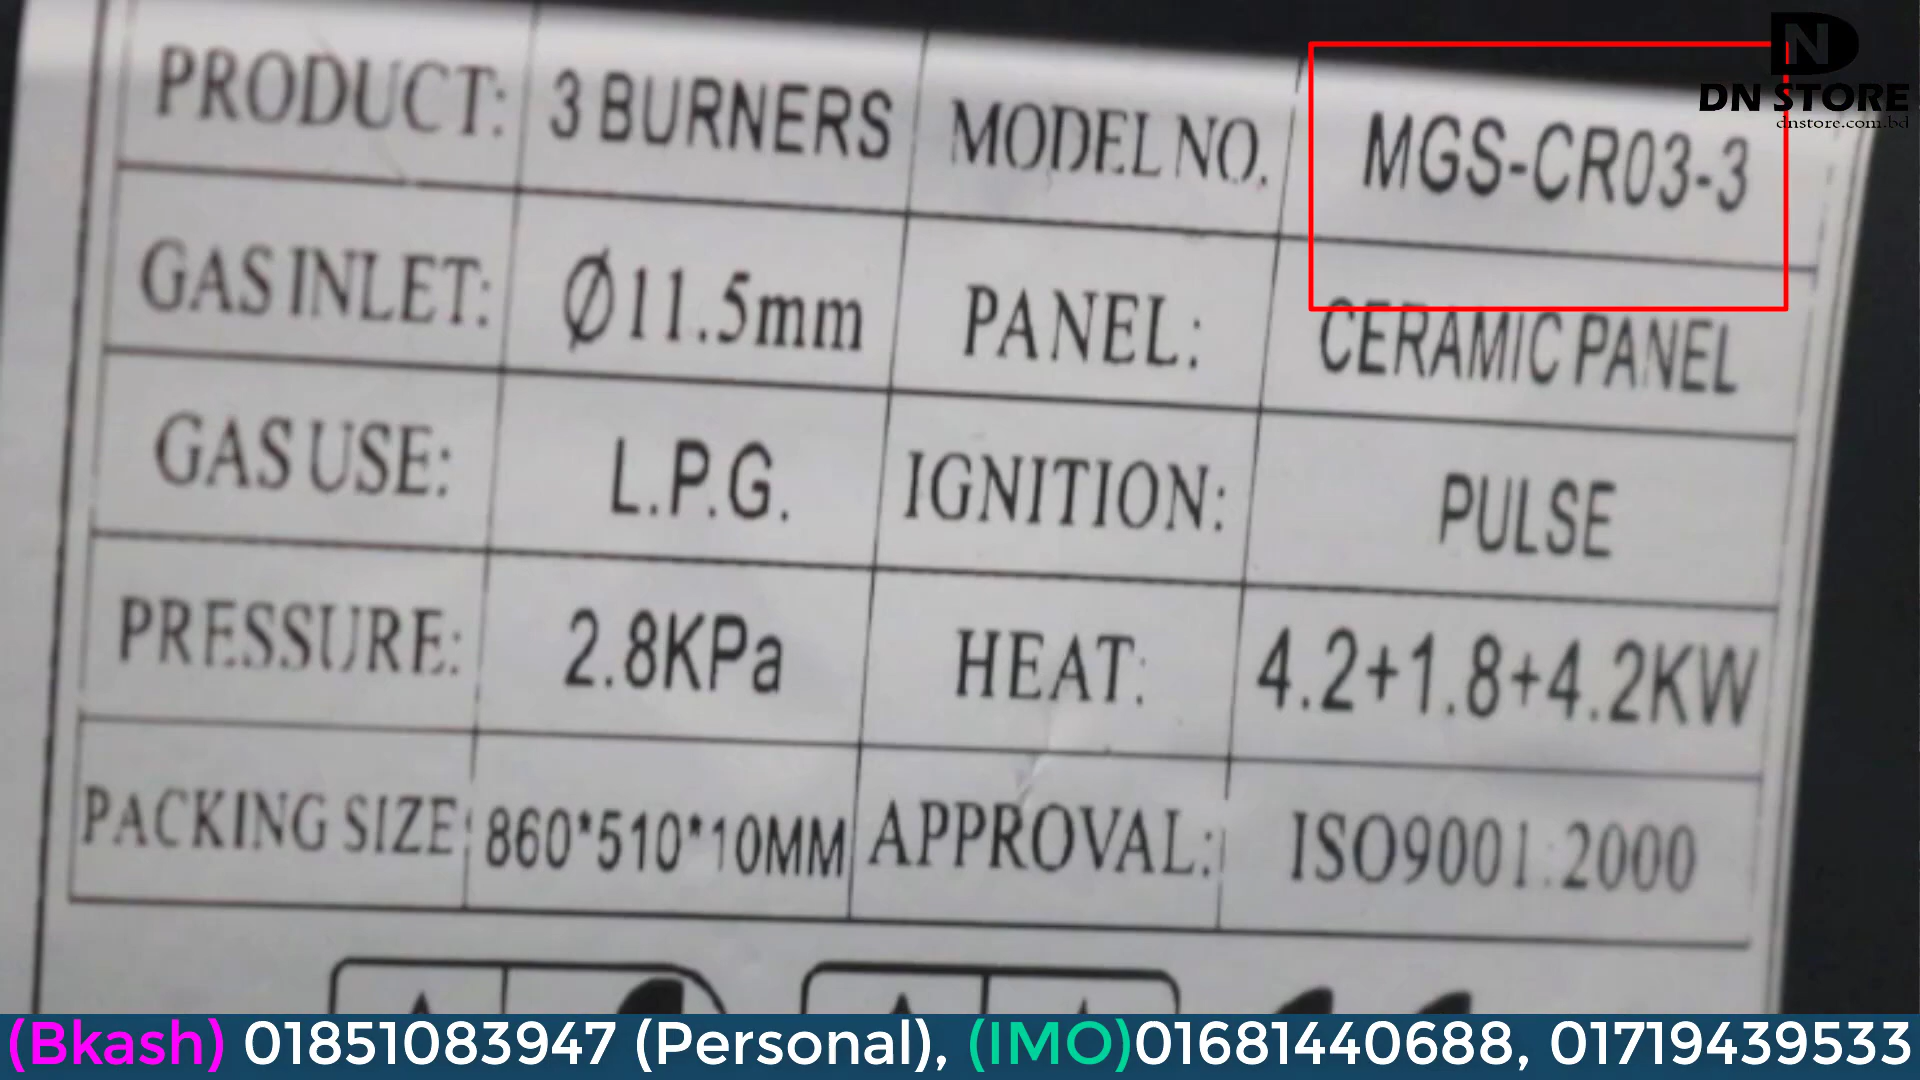 PRODUCT: 3 BURNERS MODEL NO. MGS-CR03-3
GAS INLET: Ø11.5mm PANEL: CERAMIC PANEL
GAS USE: L.P.G. IGNITION: PULSE
PRESSURE: 2.8KPa HEAT: 4.2+1.8+4.2KW
PACKING SIZE: 860*510*10MM APPROVAL: ISO9001:2000
DN STORE
dnstore.com.bd
(Bkash) 01851083947 (Personal), (IMO)01681440688, 01719439533